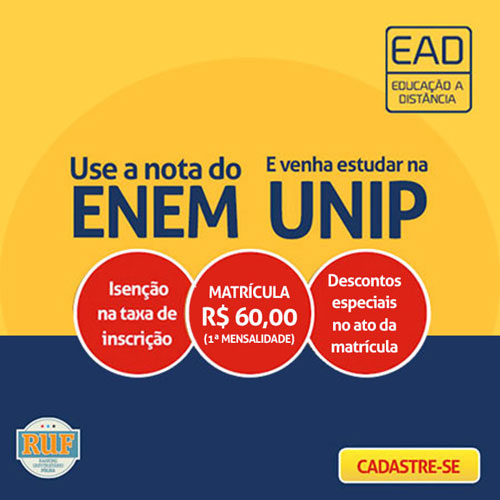 EAD
EDUCAÇÃO A
DISTÂNCIA
Use a nota do
ENEM
E venha estudar na
UNIP
Isenção
na taxa de
inscrição
MATRÍCULA
R$ 60,00
(1ª MENSALIDADE)
Descontos
especiais
no ato da
matrícula
RUF
RANKING
UNIVERSITÁRIO
FOLHA
CADASTRE-SE